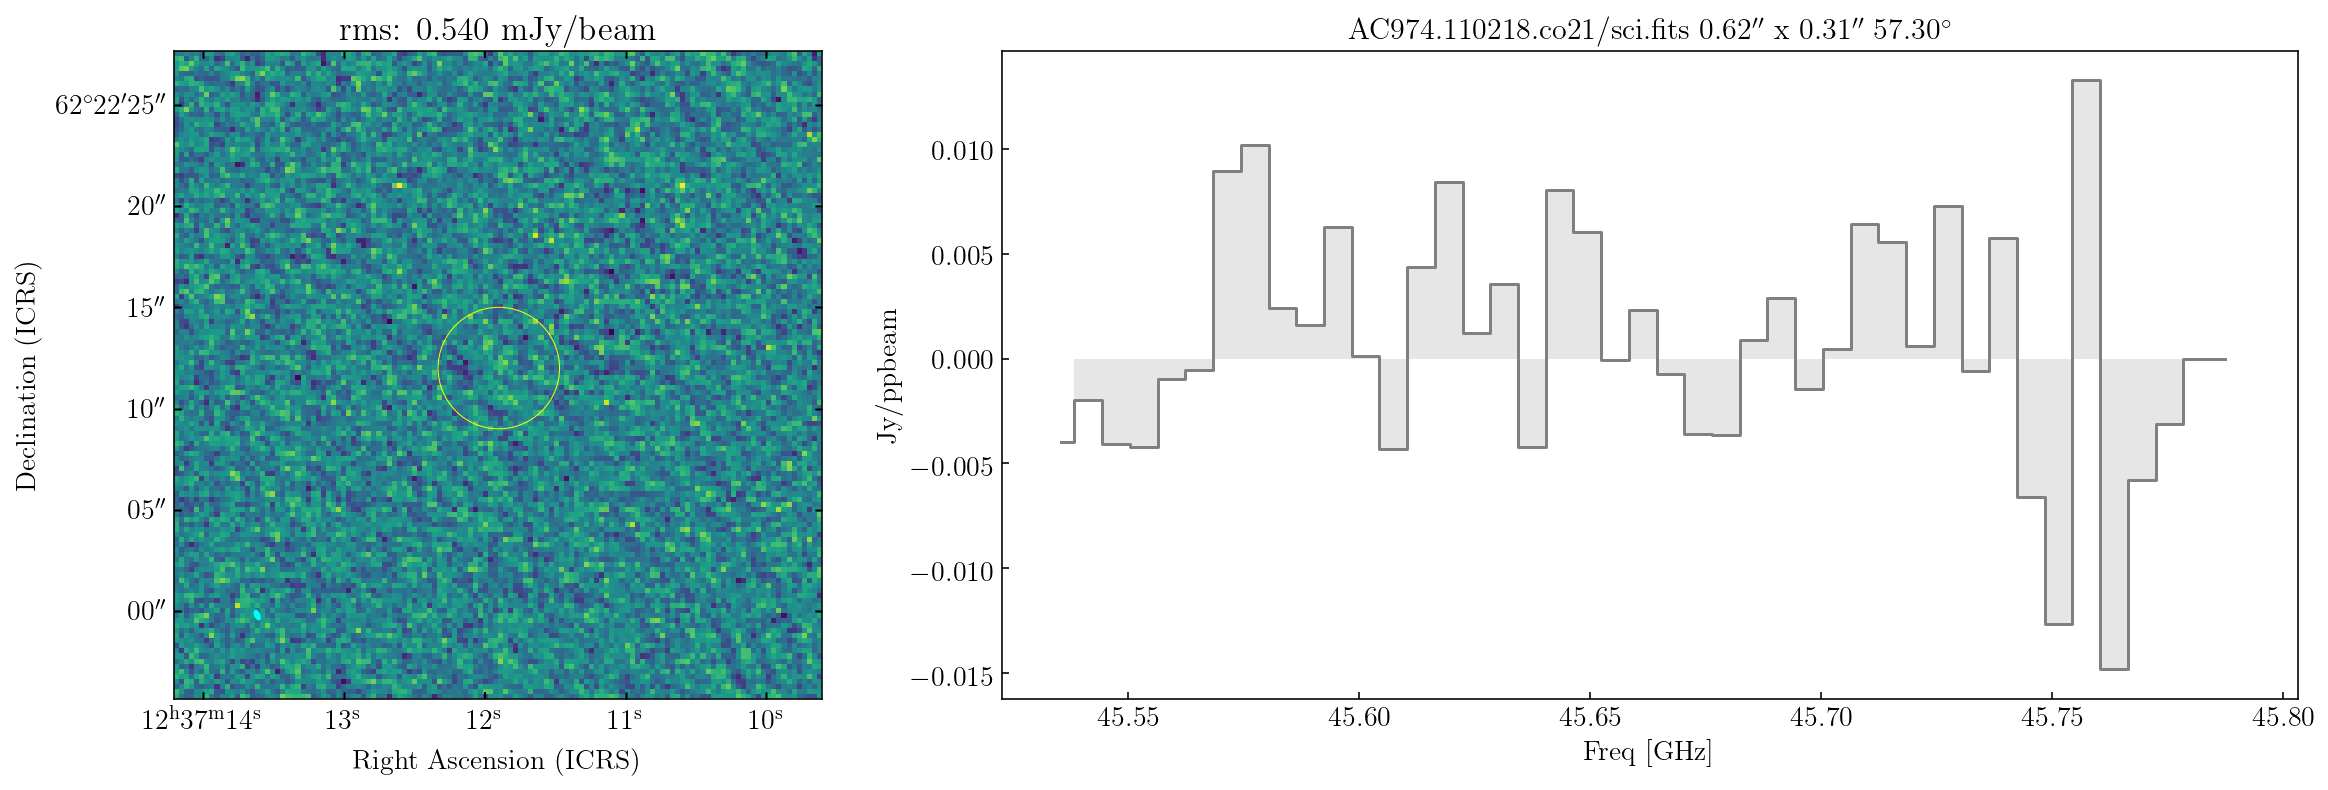 rms: 0.540 mJy/beam
62°22′25″
20″
15″
10″
05″
00″
Declination (ICRS)
12ʰ37ᵐ14ˢ 13ˢ 12ˢ 11ˢ 10ˢ
Right Ascension (ICRS)
AC974.110218.co21/sci.fits 0.62″ x 0.31″ 57.30°
0.010
0.005
0.000
−0.005
−0.010
−0.015
Jy/ppbeam
45.55 45.60 45.65 45.70 45.75 45.80
Freq [GHz]